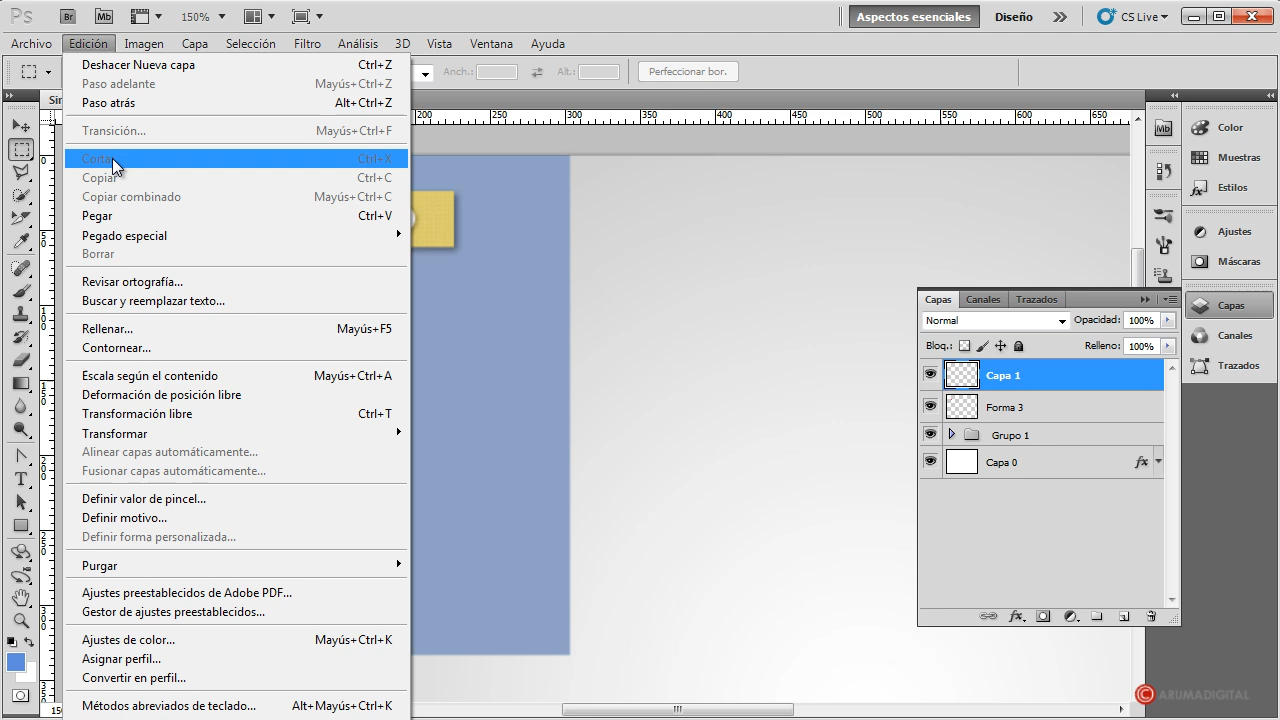 Ps Br Mb 150% Aspectos esenciales Diseño CS Live
Archivo Edición Imagen Capa Selección Filtro Análisis 3D Vista Ventana Ayuda
Anch.: Alt.: Perfeccionar bor.
200 300 400 500 600 650
Deshacer Nueva capa Ctrl+Z
Paso adelante Mayús+Ctrl+Z
Paso atrás Alt+Ctrl+Z
Transición... Mayús+Ctrl+F
Cortar Ctrl+X
Copiar Ctrl+C
Copiar combinado Mayús+Ctrl+C
Pegar Ctrl+V
Pegado especial
Borrar
Revisar ortografía...
Buscar y reemplazar texto...
Rellenar... Mayús+F5
Contornear...
Escala según el contenido Mayús+Ctrl+A
Deformación de posición libre
Transformación libre Ctrl+T
Transformar
Alinear capas automáticamente...
Fusionar capas automáticamente...
Definir valor de pincel...
Definir motivo...
Definir forma personalizada...
Purgar
Ajustes preestablecidos de Adobe PDF...
Gestor de ajustes preestablecidos...
Ajustes de color... Mayús+Ctrl+K
Asignar perfil...
Convertir en perfil...
Métodos abreviados de teclado... Alt+Mayús+Ctrl+K
Mb
Color
Muestras
Estilos
Ajustes
Máscaras
Capas
Canales
Trazados
Capas Canales Trazados
Normal Opacidad: 100%
Bloq.: Relleno: 100%
Capa 1
Forma 3
Grupo 1
Capa 0 fx
ARUMADIGITAL